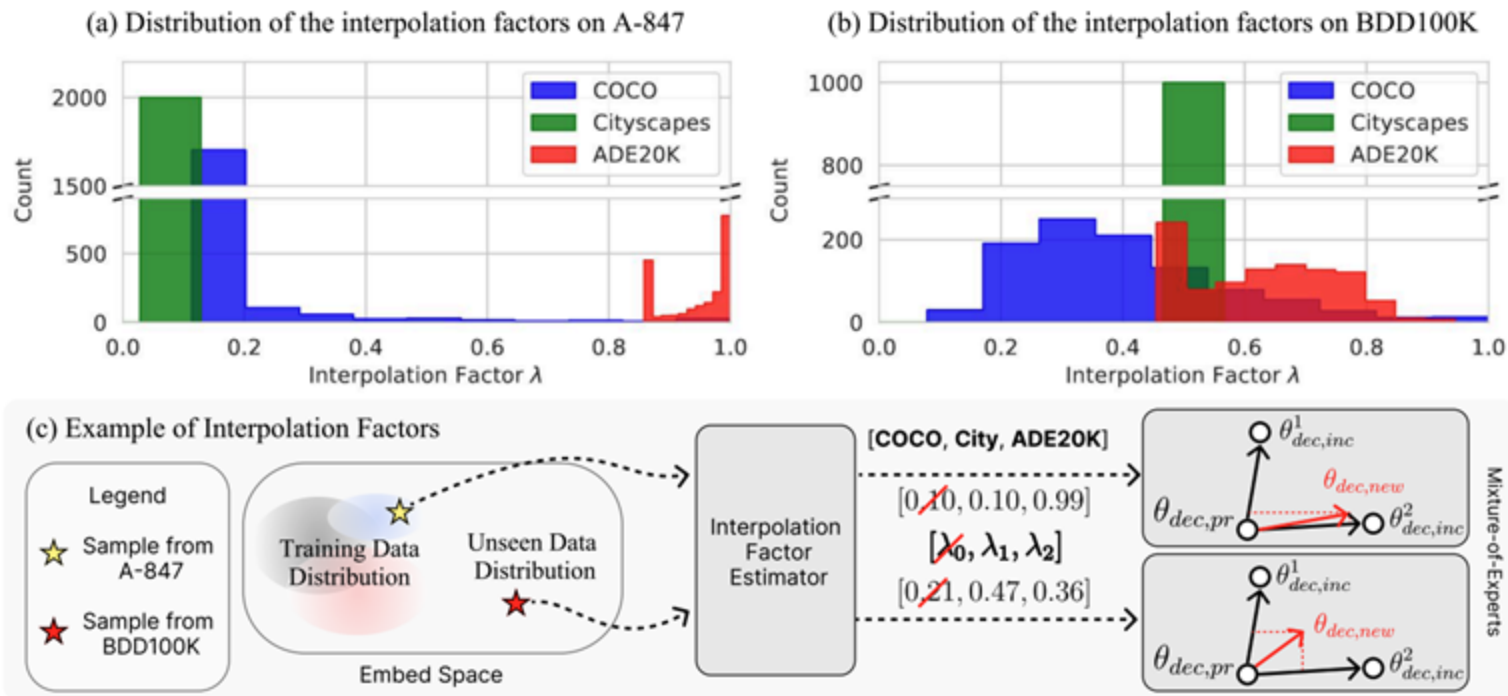 (a) Distribution of the interpolation factors on A-847
2000
1500
500
0
Count
0.0 0.2 0.4 0.6 0.8 1.0
Interpolation Factor λ
COCO
Cityscapes
ADE20K
(b) Distribution of the interpolation factors on BDD100K
1000
800
200
0
Count
0.0 0.2 0.4 0.6 0.8 1.0
Interpolation Factor λ
COCO
Cityscapes
ADE20K
(c) Example of Interpolation Factors
Legend
Sample from
A-847
Sample from
BDD100K
Training Data
Distribution
Unseen Data
Distribution
Embed Space
Interpolation
Factor
Estimator
[COCO, City, ADE20K]
[0.10, 0.10, 0.99]
[λ₀, λ₁, λ₂]
[0.21, 0.47, 0.36]
θ¹dec,inc
θdec,new
θdec,pr
θ²dec,inc
θ¹dec,inc
θdec,new
θdec,pr
θ²dec,inc
Mixture-of-Experts